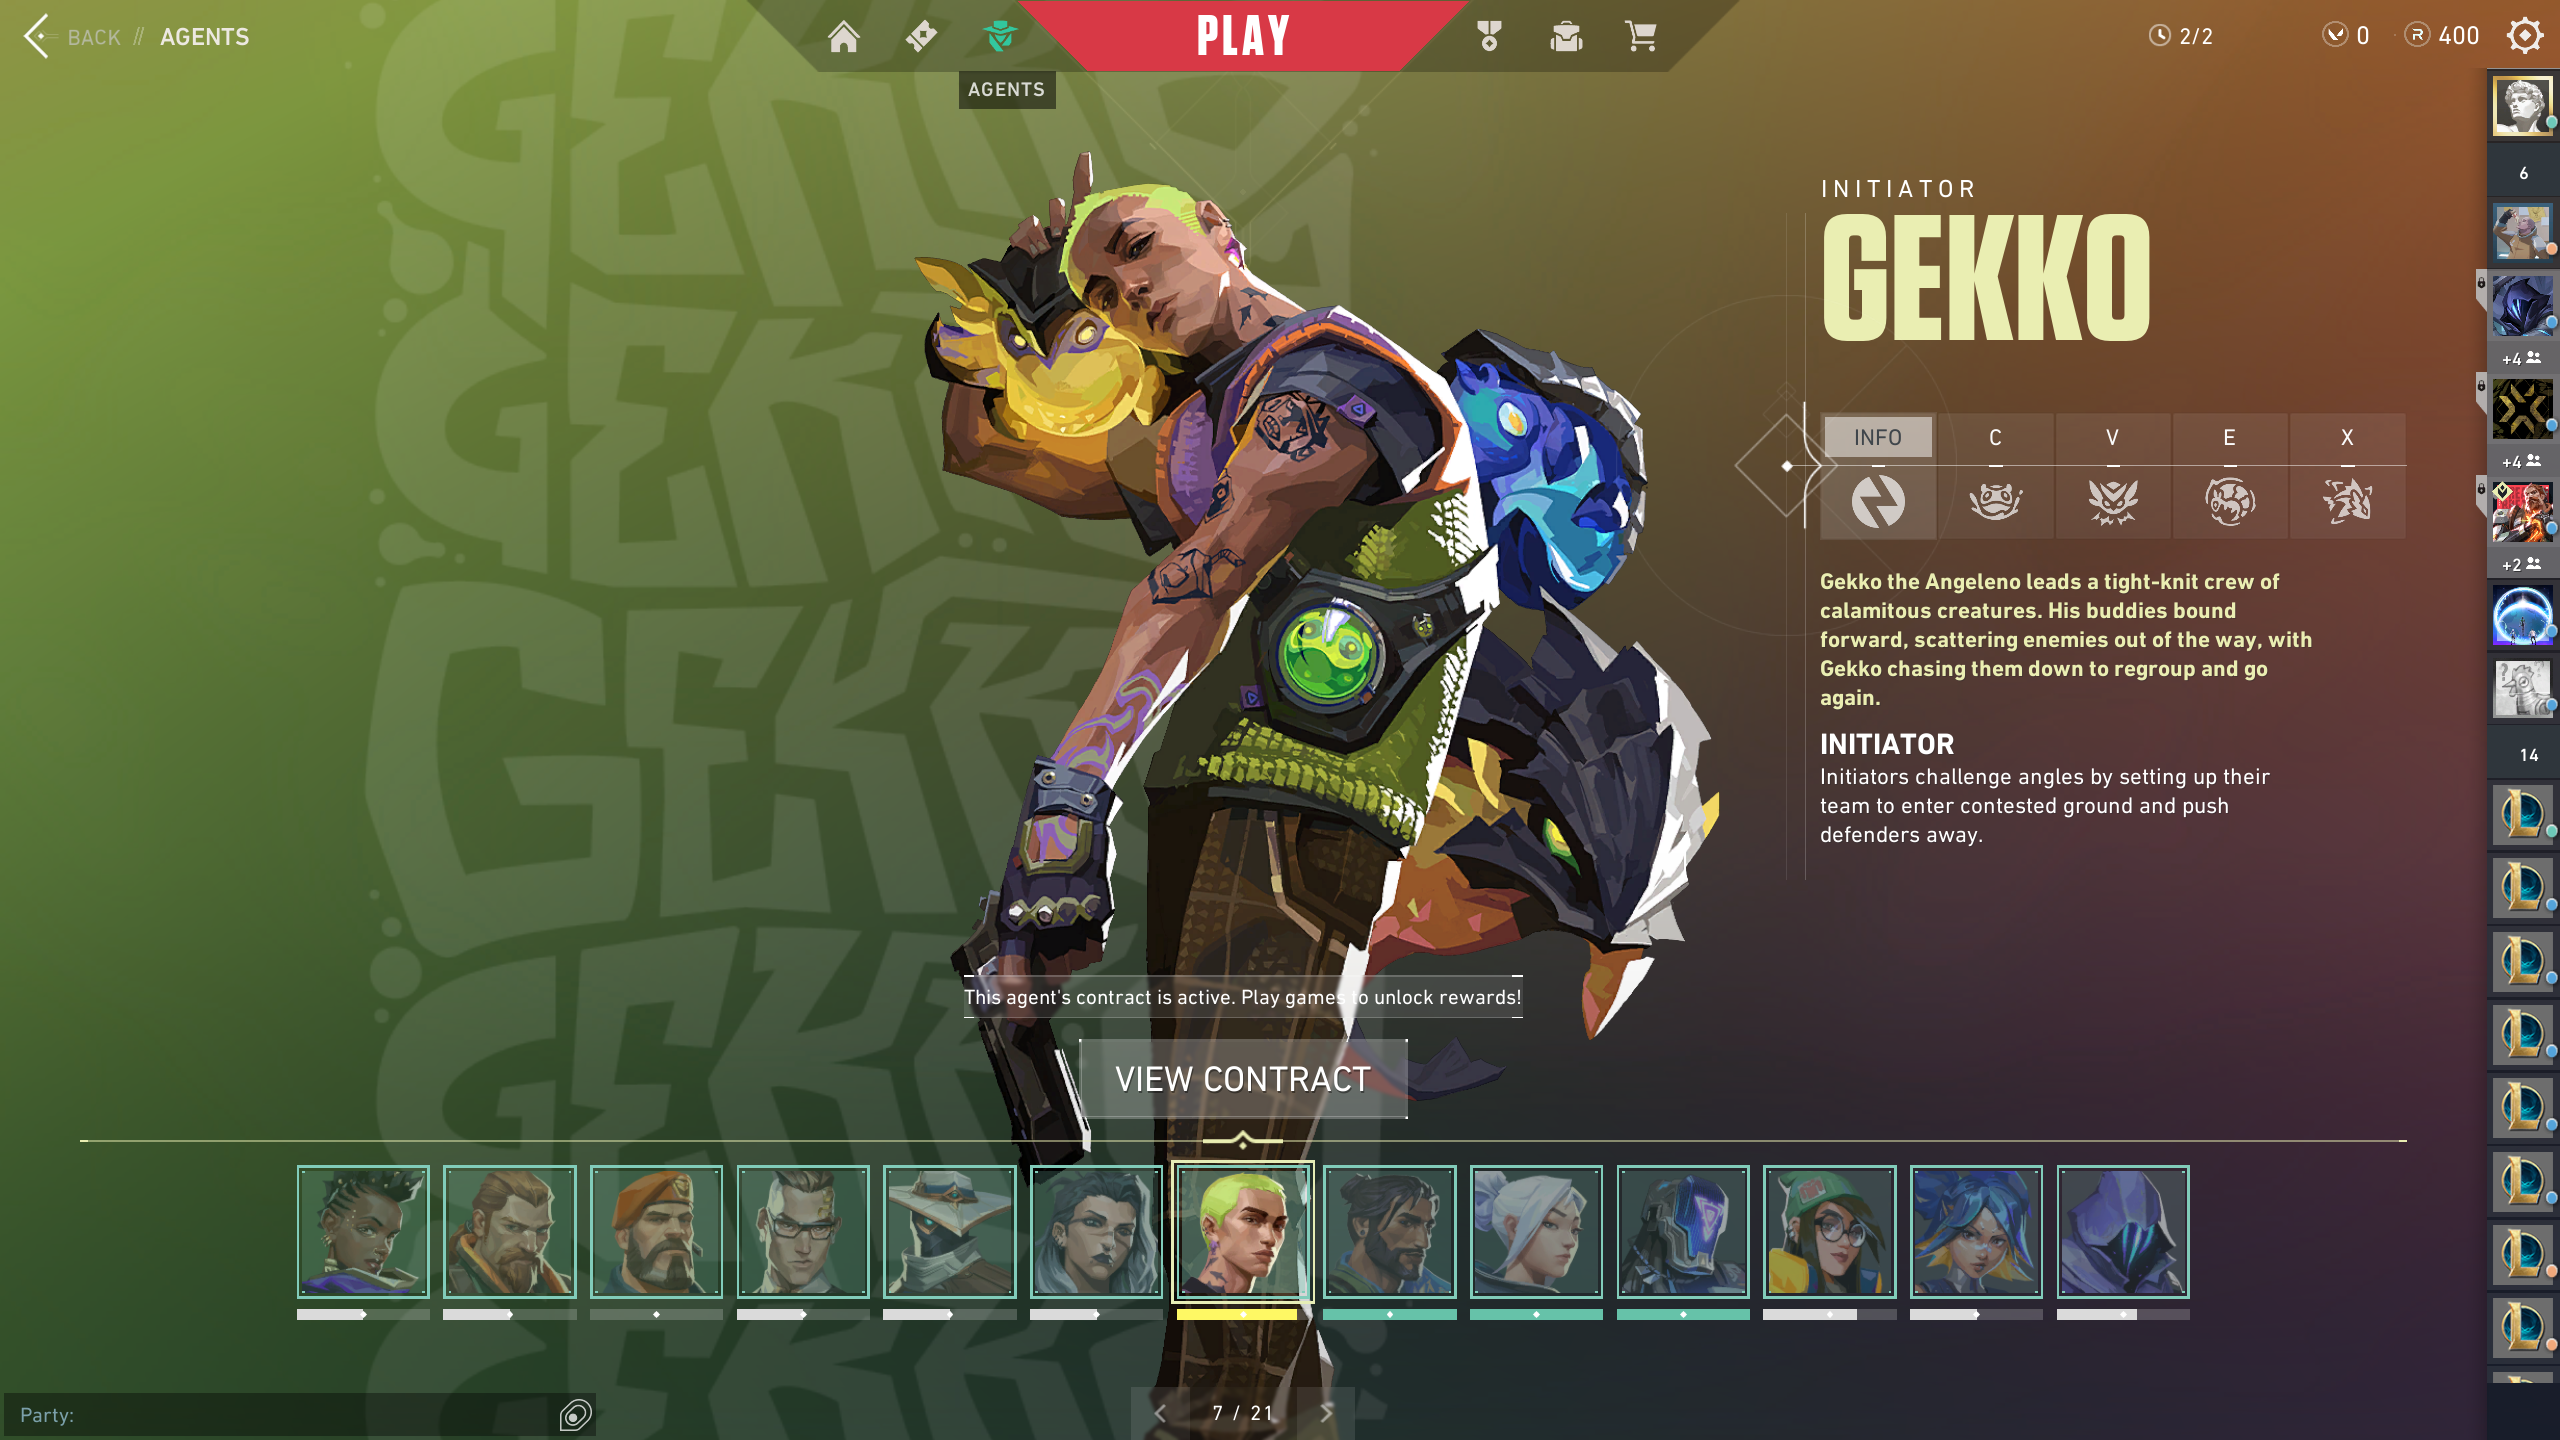 BACK // AGENTS
PLAY
2/2
0
R 400
AGENTS
INITIATOR
GEKKO
INFO
C
V
E
X
Gekko the Angeleno leads a tight-knit crew of
calamitous creatures. His buddies bound
forward, scattering enemies out of the way, with
Gekko chasing them down to regroup and go
again.
INITIATOR
Initiators challenge angles by setting up their
team to enter contested ground and push
defenders away.
This agent's contract is active. Play games to unlock rewards!
VIEW CONTRACT
Party:
7 / 21
6
+4
+4
+2
14
GEKKO
GEKKO
GEKKO
GEKKO